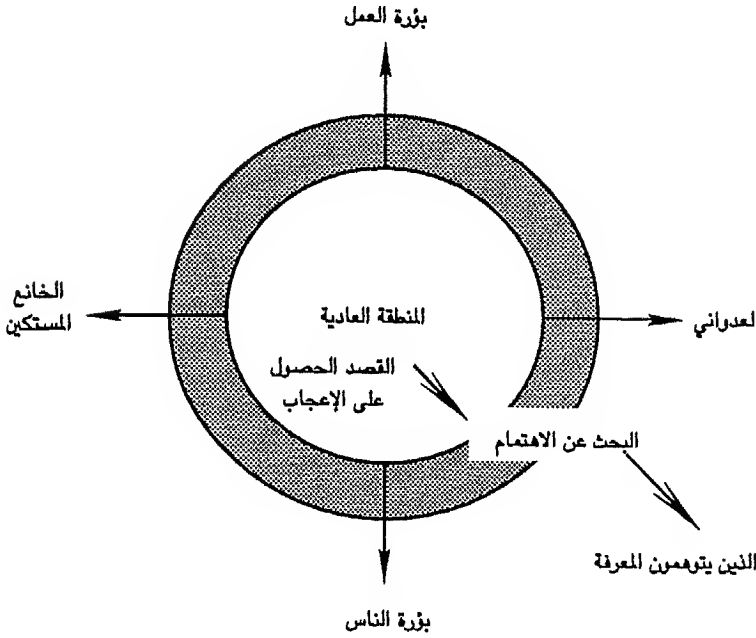 بؤرة العمل
الخانع
المستكين
المنطقة العادية
لعدواني
القصد الحصول
على الإعجاب
البحث عن الاهتمام
الذين يتوهمون المعرفة
بؤرة الناس